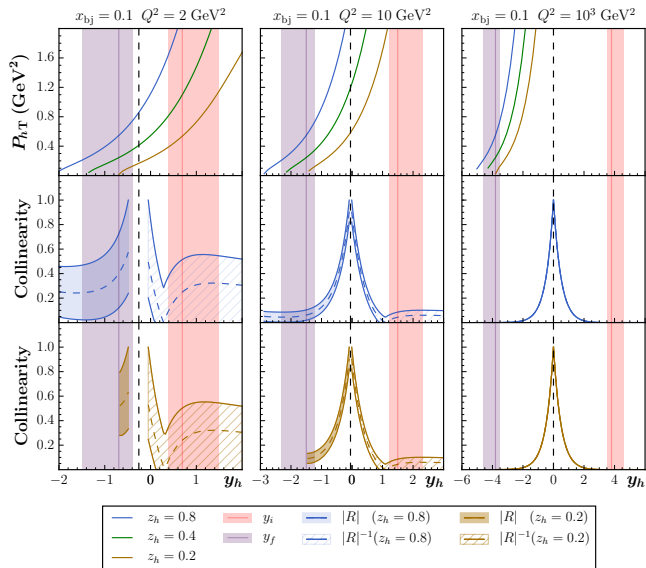 x_bj = 0.1 Q² = 2 GeV²
x_bj = 0.1 Q² = 10 GeV²
x_bj = 0.1 Q² = 10³ GeV²
P_hT (GeV²)
1.6
1.2
0.8
0.4
Collinearity
1.0
0.8
0.6
0.4
0.2
Collinearity
1.0
0.8
0.6
0.4
0.2
−2 −1 0 1 y_h
−2 0 2 y_h
−6 −4 −2 0 2 4 y_h
z_h = 0.8 y_i |R| (z_h = 0.8) |R| (z_h = 0.2)
z_h = 0.4 y_f |R|⁻¹(z_h = 0.8) |R|⁻¹(z_h = 0.2)
z_h = 0.2